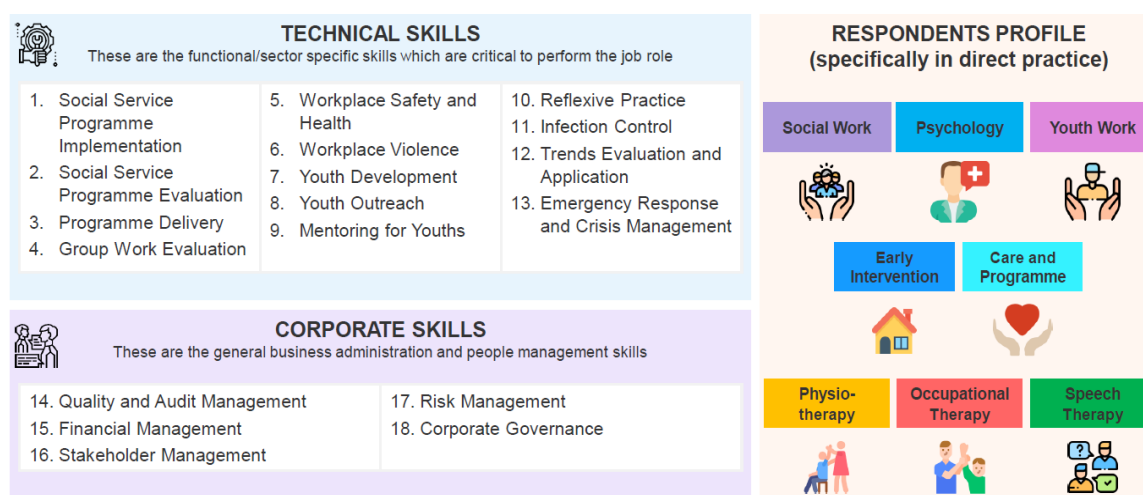 TECHNICAL SKILLS
These are the functional/sector specific skills which are critical to perform the job role
1. Social Service
Programme
Implementation
2. Social Service
Programme Evaluation
3. Programme Delivery
4. Group Work Evaluation
5. Workplace Safety and
Health
6. Workplace Violence
7. Youth Development
8. Youth Outreach
9. Mentoring for Youths
10. Reflexive Practice
11. Infection Control
12. Trends Evaluation and
Application
13. Emergency Response
and Crisis Management
CORPORATE SKILLS
These are the general business administration and people management skills
14. Quality and Audit Management
15. Financial Management
16. Stakeholder Management
17. Risk Management
18. Corporate Governance
RESPONDENTS PROFILE
(specifically in direct practice)
Social Work
Psychology
Youth Work
Early
Intervention
Care and
Programme
Physio-
therapy
Occupational
Therapy
Speech
Therapy